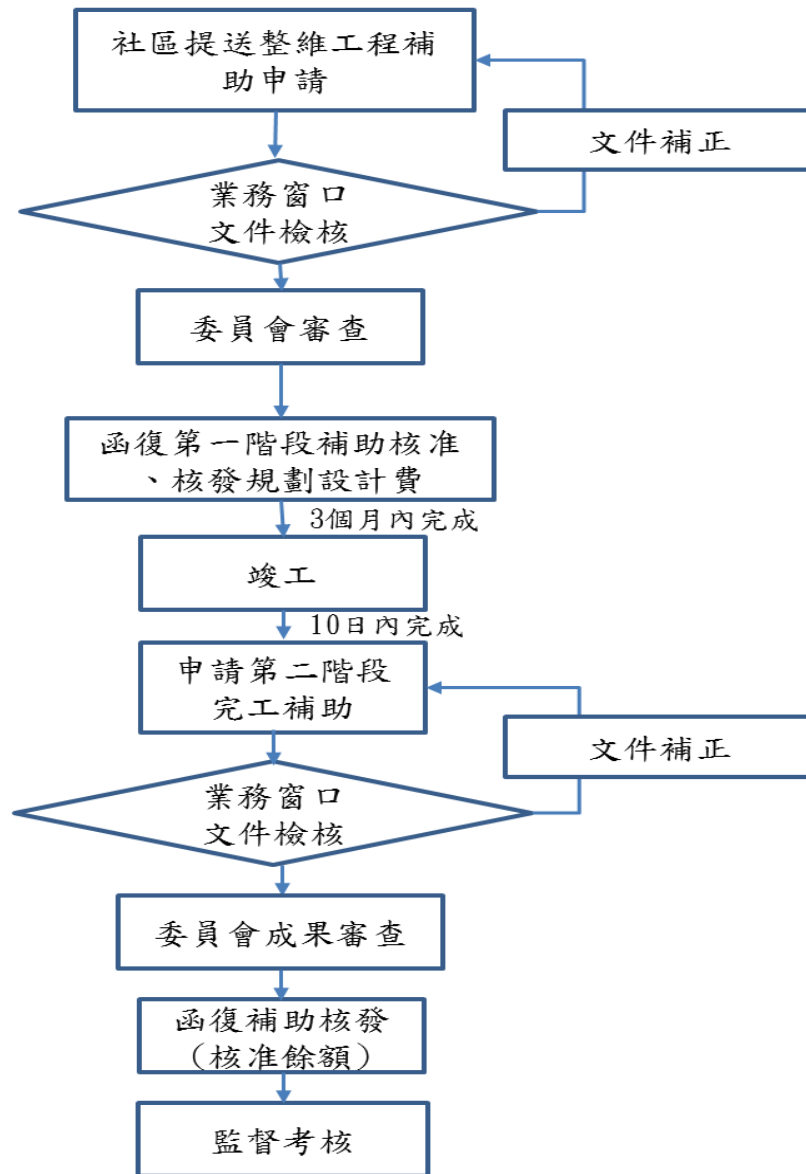 社區提送整維工程補
助申請
文件補正
業務窗口
文件檢核
委員會審查
函復第一階段補助核准
、核發規劃設計費
3個月內完成
竣工
10日內完成
申請第二階段
完工補助
文件補正
業務窗口
文件檢核
委員會成果審查
函復補助核發
(核准餘額)
監督考核